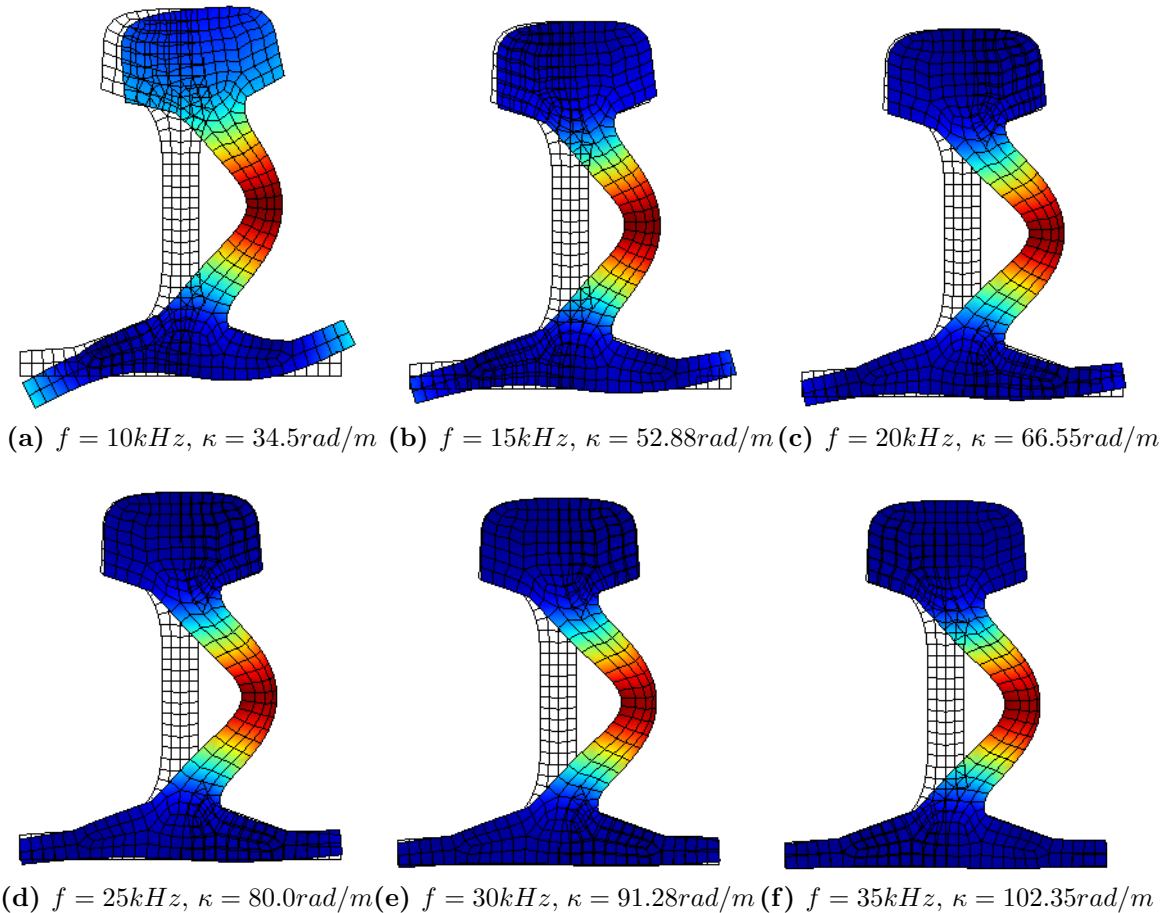 (a) f = 10kHz, κ = 34.5rad/m (b) f = 15kHz, κ = 52.88rad/m (c) f = 20kHz, κ = 66.55rad/m
(d) f = 25kHz, κ = 80.0rad/m (e) f = 30kHz, κ = 91.28rad/m (f) f = 35kHz, κ = 102.35rad/m